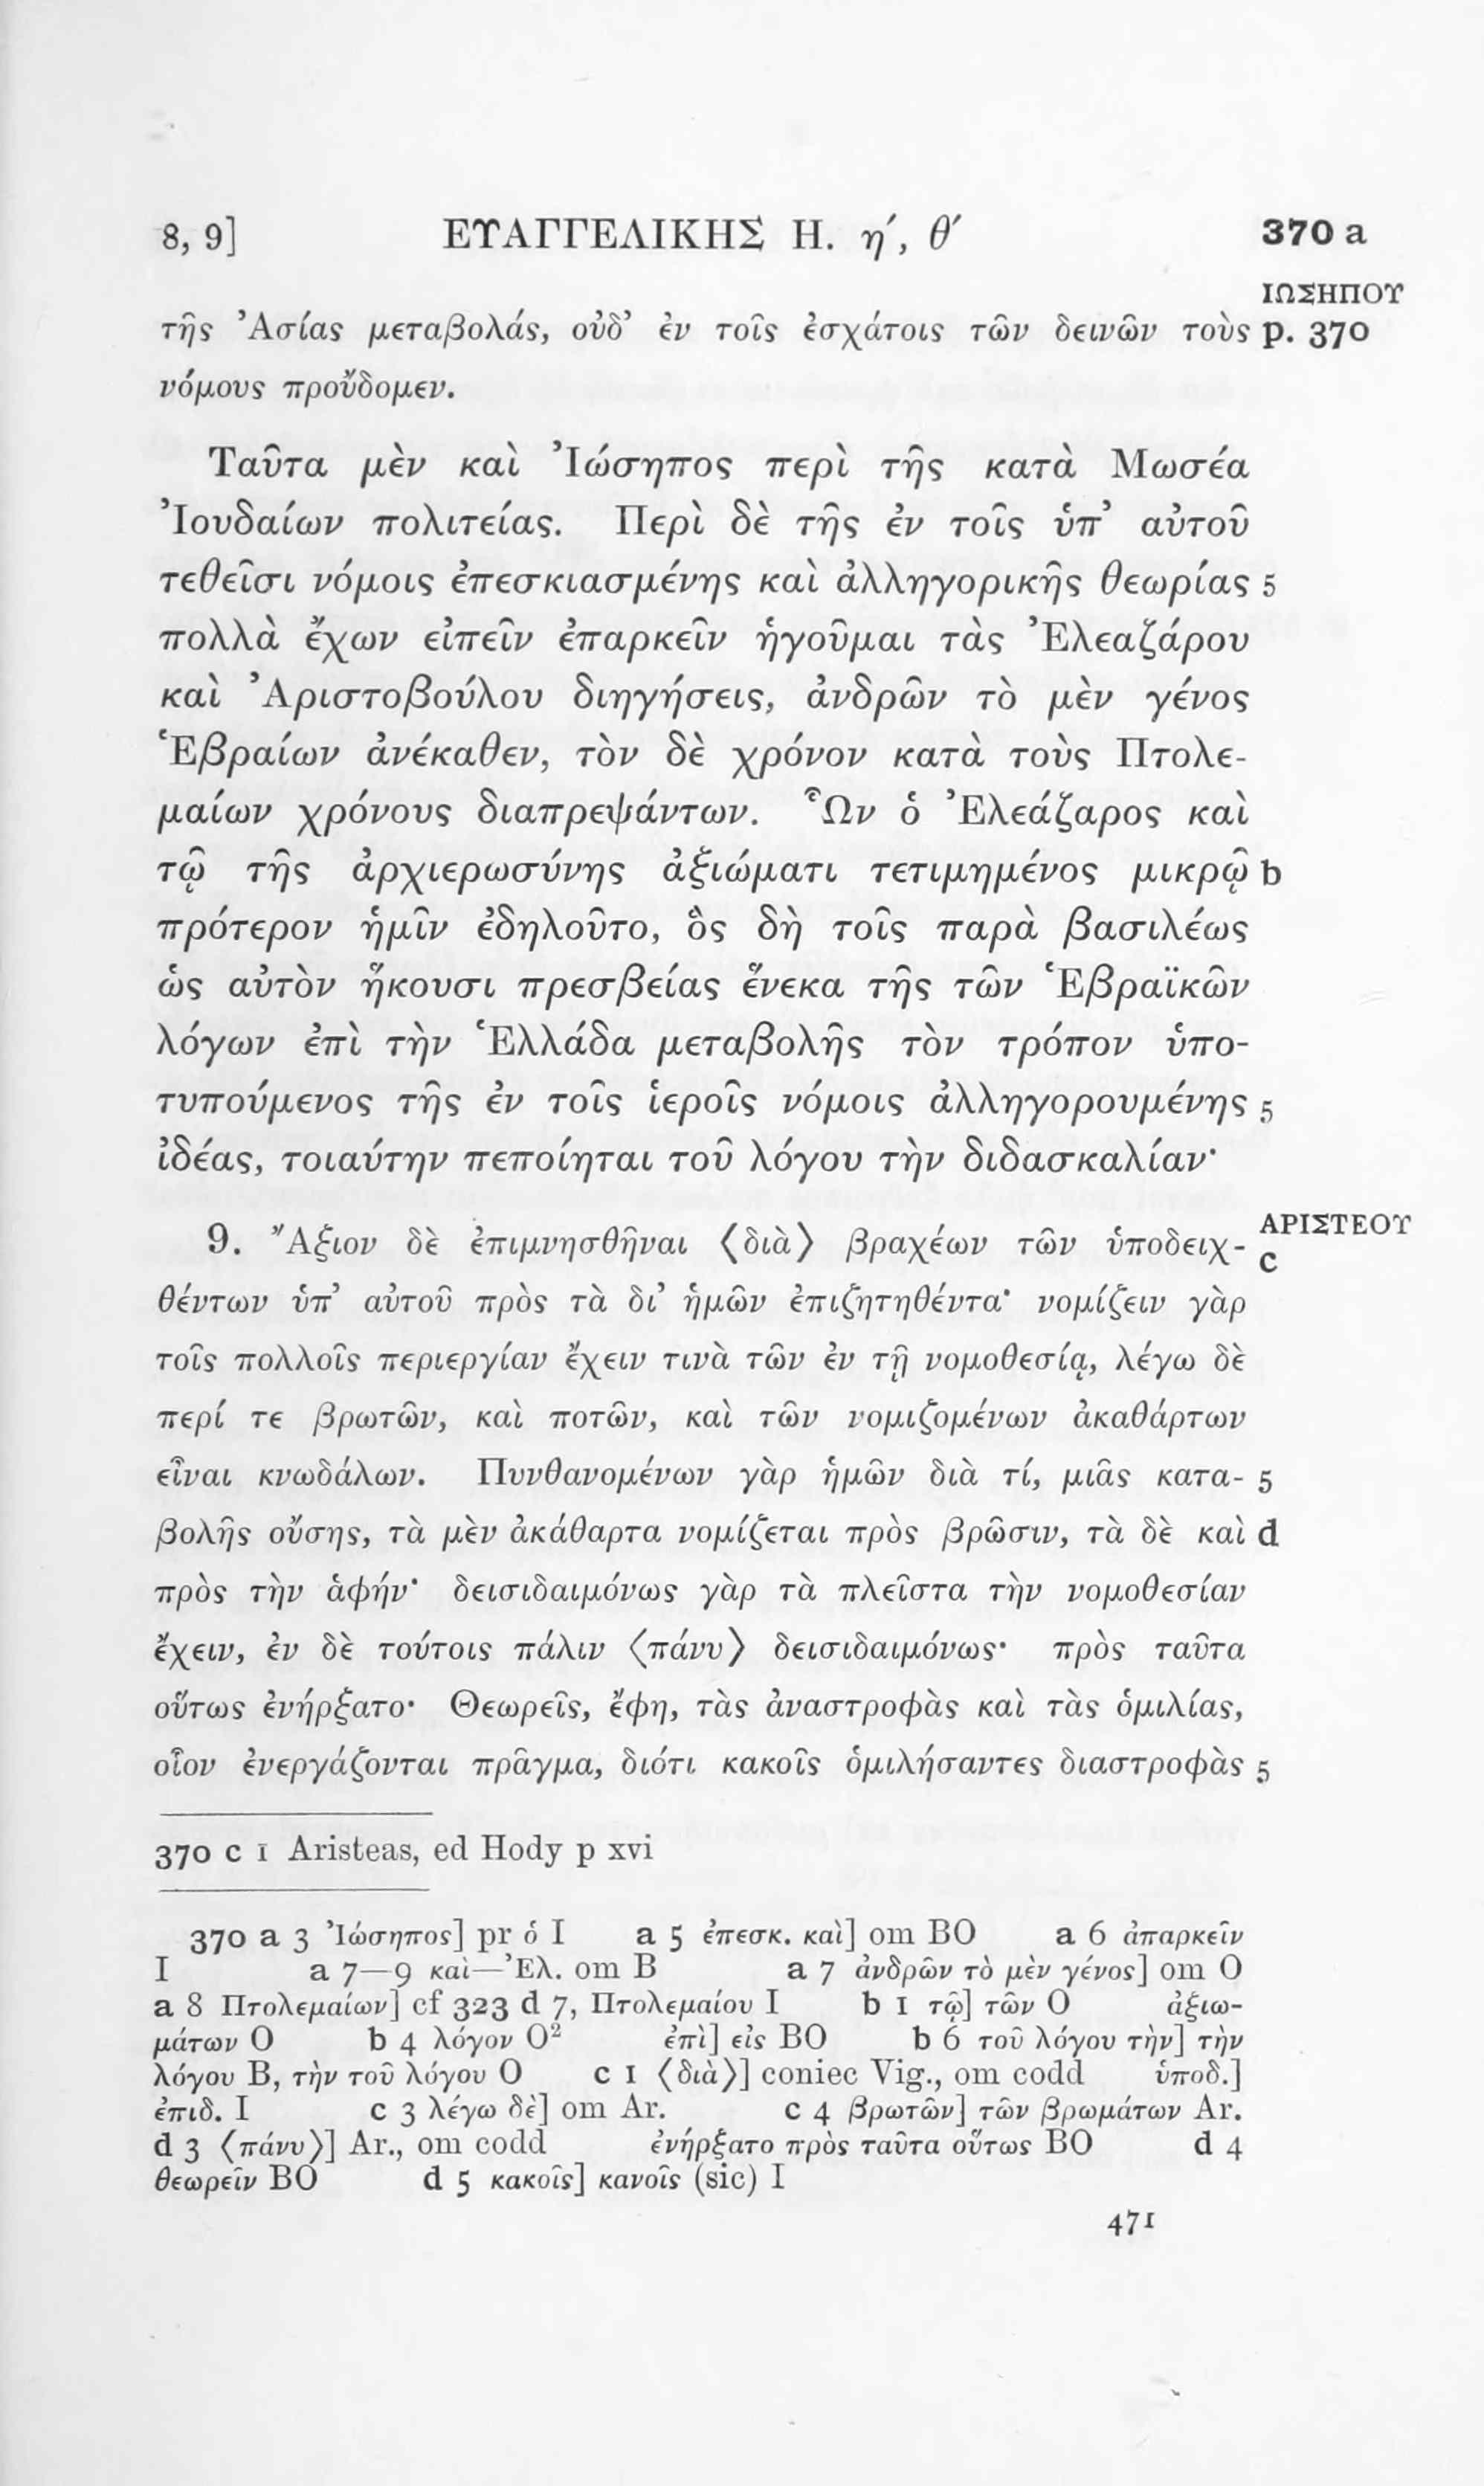 8, 9] ΕΥΑΓΓΕΛΙΚΗΣ Η. η΄, θ΄ 370 a
ΙΩΣΗΠΟΥ
τῆς Ἀσίας μεταβολάς, οὐδ’ ἐν τοῖς ἐσχάτοις τῶν δεινῶν τοὺς p. 370
νόμους προὔδομεν.
Ταῦτα μὲν καὶ Ἰώσηπος περὶ τῆς κατὰ Μωσέα
Ἰουδαίων πολιτείας. Περὶ δὲ τῆς ἐν τοῖς ὑπ’ αὐτοῦ
τεθεῖσι νόμοις ἐπεσκιασμένης καὶ ἀλληγορικῆς θεωρίας 5
πολλὰ ἔχων εἰπεῖν ἐπαρκεῖν ἡγοῦμαι τὰς Ἐλεαζάρου
καὶ Ἀριστοβούλου διηγήσεις, ἀνδρῶν τὸ μὲν γένος
Ἑβραίων ἀνέκαθεν, τὸν δὲ χρόνον κατὰ τοὺς Πτολε-
μαίων χρόνους διαπρεψάντων. Ὧν ὁ Ἐλεάζαρος καὶ
τῷ τῆς ἀρχιερωσύνης ἀξιώματι τετιμημένος μικρῷ b
πρότερον ἡμῖν ἐδηλοῦτο, ὃς δὴ τοῖς παρὰ βασιλέως
ὡς αὐτὸν ἥκουσι πρεσβείας ἕνεκα τῆς τῶν Ἑβραϊκῶν
λόγων ἐπὶ τὴν Ἑλλάδα μεταβολῆς τὸν τρόπον ὑπο-
τυπούμενος τῆς ἐν τοῖς ἱεροῖς νόμοις ἀλληγορουμένης 5
ἰδέας, τοιαύτην πεποίηται τοῦ λόγου τὴν διδασκαλίαν·
ΑΡΙΣΤΕΟΥ
9. Ἄξιον δὲ ἐπιμνησθῆναι ⟨διὰ⟩ βραχέων τῶν ὑποδειχ- c
θέντων ὑπ’ αὐτοῦ πρὸς τὰ δι’ ἡμῶν ἐπιζητηθέντα· νομίζειν γὰρ
τοῖς πολλοῖς περιεργίαν ἔχειν τινὰ τῶν ἐν τῇ νομοθεσίᾳ, λέγω δὲ
περί τε βρωτῶν, καὶ ποτῶν, καὶ τῶν νομιζομένων ἀκαθάρτων
εἶναι κνωδάλων. Πυνθανομένων γὰρ ἡμῶν διὰ τί, μιᾶς κατα- 5
βολῆς οὔσης, τὰ μὲν ἀκάθαρτα νομίζεται πρὸς βρῶσιν, τὰ δὲ καὶ d
πρὸς τὴν ἁφήν· δεισιδαιμόνως γὰρ τὰ πλεῖστα τὴν νομοθεσίαν
ἔχειν, ἐν δὲ τούτοις πάλιν ⟨πάνυ⟩ δεισιδαιμόνως· πρὸς ταῦτα
οὕτως ἐνήρξατο· Θεωρεῖς, ἔφη, τὰς ἀναστροφὰς καὶ τὰς ὁμιλίας,
οἷον ἐνεργάζονται πρᾶγμα, διότι κακοῖς ὁμιλήσαντες διαστροφὰς 5
370 c 1 Aristeas, ed Hody p xvi
370 a 3 Ἰώσηπος] pr ὁ I a 5 ἐπεσκ. καὶ] om BO a 6 ἀπαρκεῖν
I a 7—9 καὶ—Ἐλ. om B a 7 ἀνδρῶν τὸ μὲν γένος] om O
a 8 Πτολεμαίων] cf 323 d 7, Πτολεμαίου I b 1 τῷ] τῶν O ἀξιω-
μάτων O b 4 λόγον O² ἐπὶ] εἰς BO b 6 τοῦ λόγου τὴν] τὴν
λόγου B, τὴν τοῦ λόγου O c 1 ⟨διὰ⟩] coniec Vig., om codd ὑποδ.]
ἐπιδ. I c 3 λέγω δὲ] om Ar. c 4 βρωτῶν] τῶν βρωμάτων Ar.
d 3 ⟨πάνυ⟩] Ar., om codd ἐνήρξατο πρὸς ταῦτα οὕτως BO d 4
θεωρεῖν BO d 5 κακοῖς] κανοῖς (sic) I
471